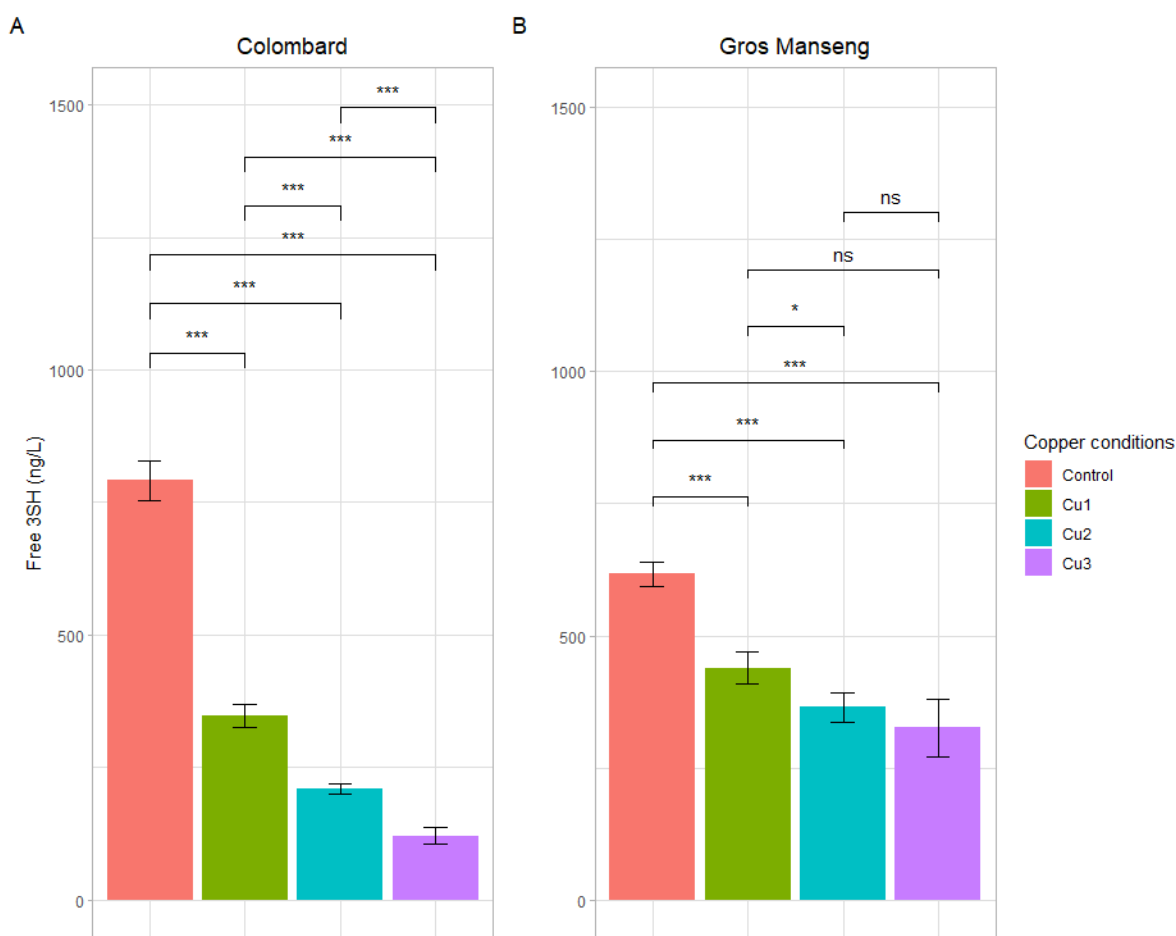 A
Colombard
1500
1000
500
0
Free 3SH (ng/L)
***
***
***
***
***
***
B
Gros Manseng
1500
1000
500
0
ns
ns
*
***
***
***
Copper conditions
Control
Cu1
Cu2
Cu3